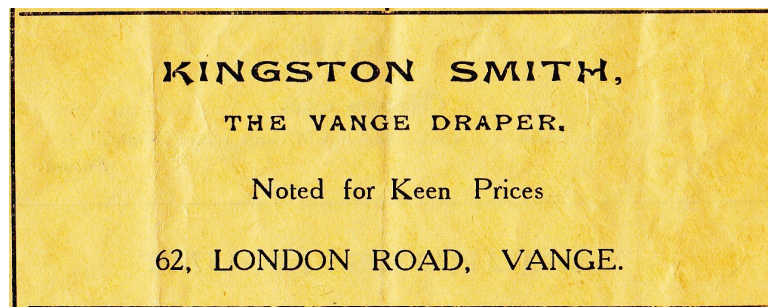 KINGSTON SMITH,
THE VANGE DRAPER.
Noted for Keen Prices
62, LONDON ROAD, VANGE.